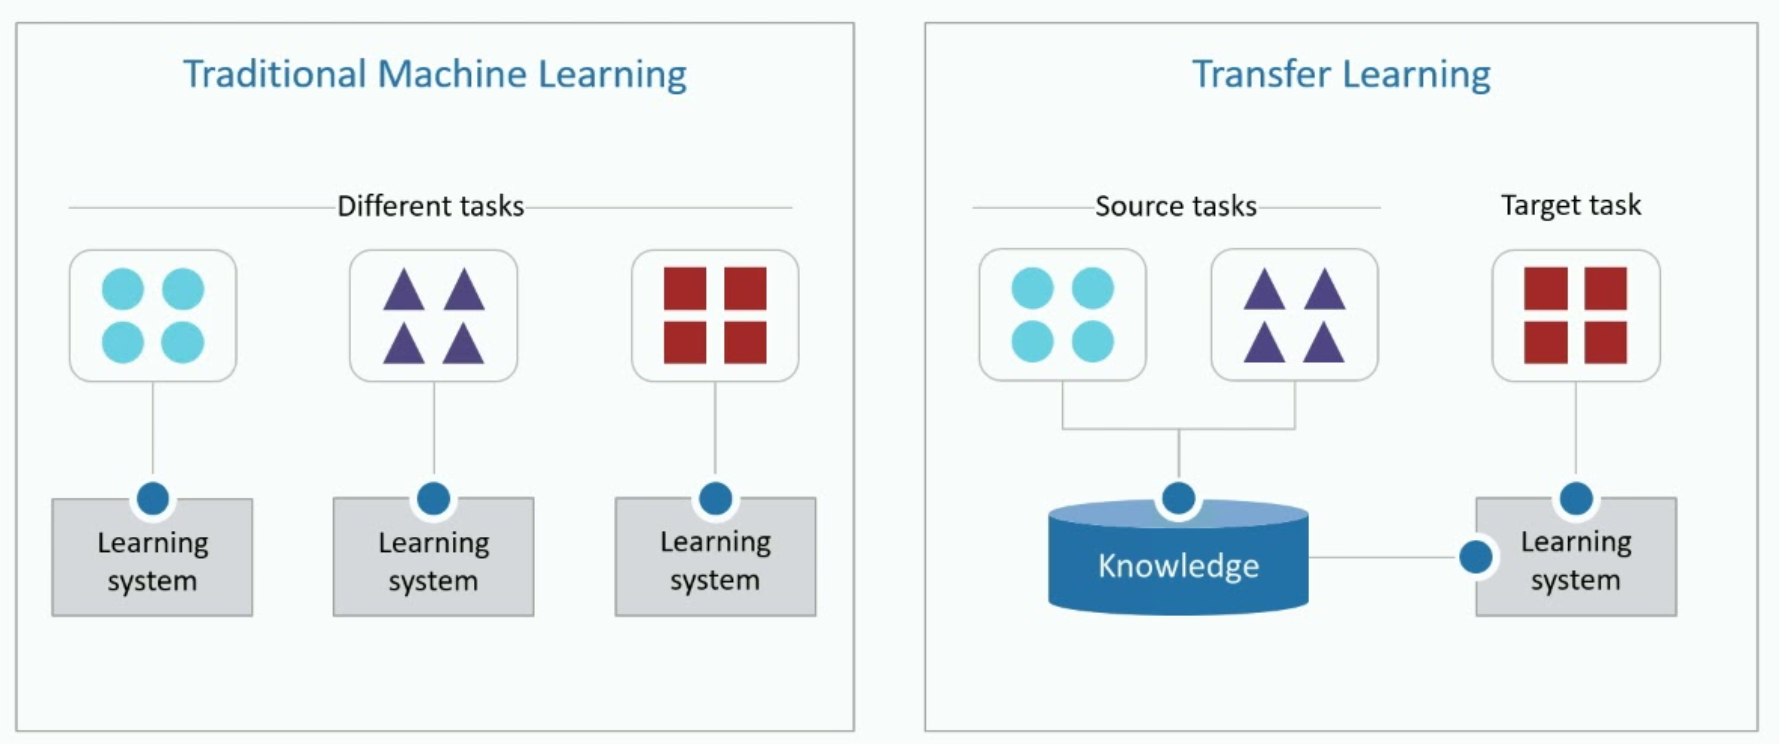 Traditional Machine Learning
Different tasks
Learning
system
Learning
system
Learning
system
Transfer Learning
Source tasks
Target task
Knowledge
Learning
system